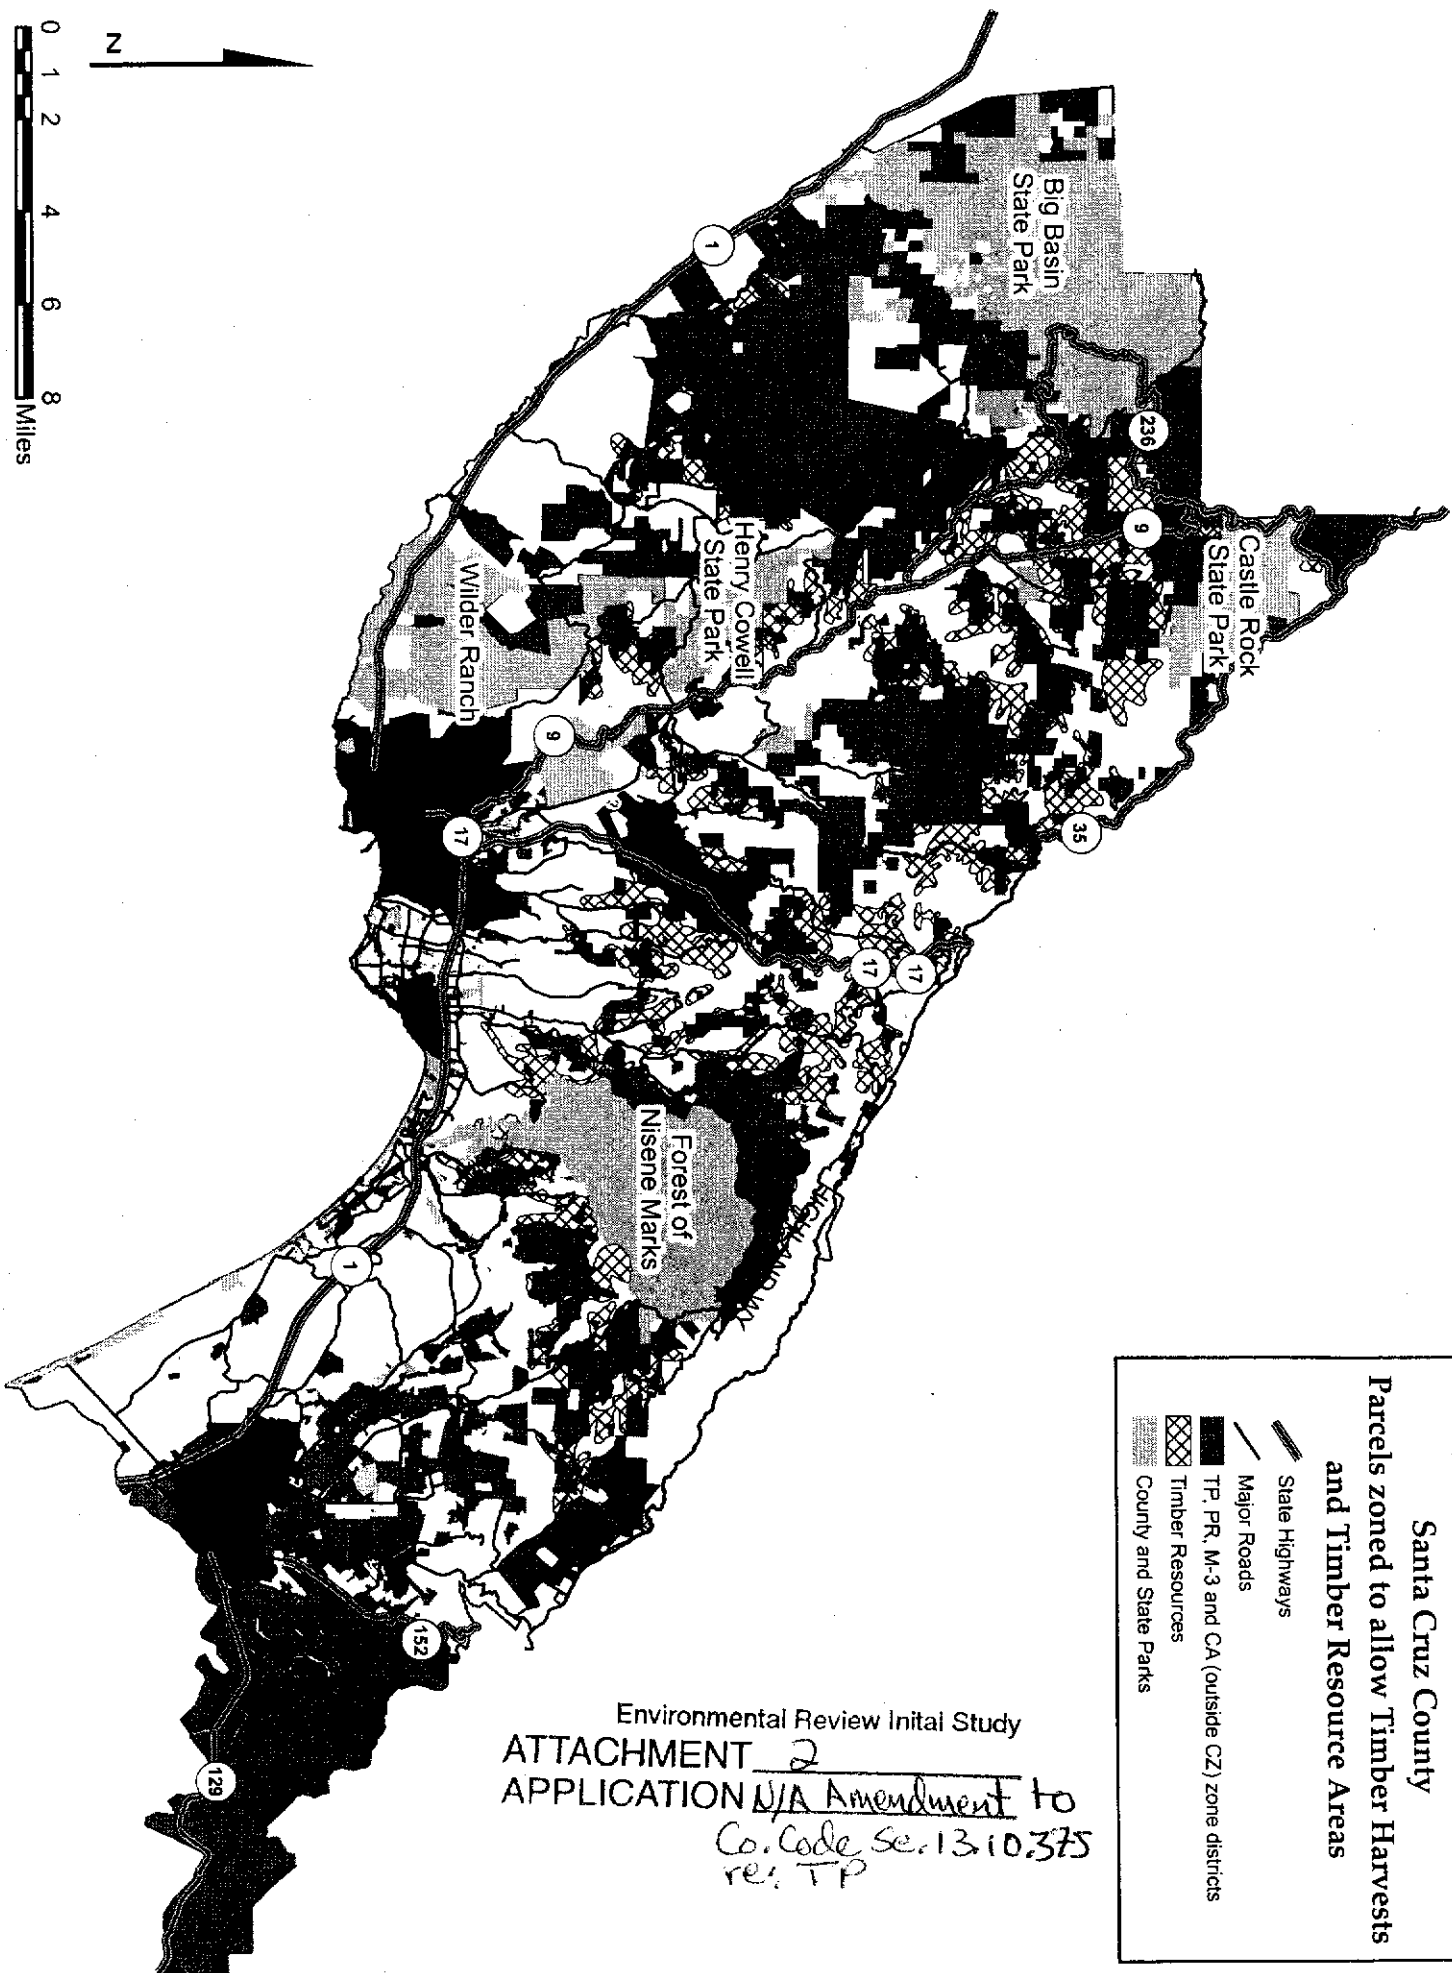 Santa Cruz County
Parcels zoned to allow Timber Harvests
and Timber Resource Areas
State Highways
Major Roads
TP, PR, M-3 and CA (outside CZ) zone districts
Timber Resources
County and State Parks
Big Basin
State Park
Castle Rock
State Park
Henry Cowell
State Park
Wilder Ranch
Forest of
Nisene Marks
HIGHLAND WY
1
236
9
9
35
17
17
17
1
152
129
N
0 1 2 4 6 8
Miles
Environmental Review Inital Study
ATTACHMENT 2
APPLICATION N/A Amendment to
Co. Code Se. 13.10.375
re: TP